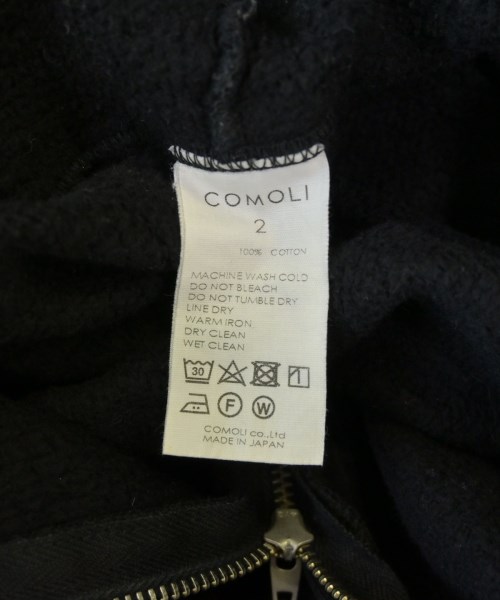 COMOLI
2
100% COTTON
MACHINE WASH COLD
DO NOT BLEACH
DO NOT TUMBLE DRY
LINE DRY
WARM IRON
DRY CLEAN
WET CLEAN
30
F W
COMOLI co.,Ltd
MADE IN JAPAN